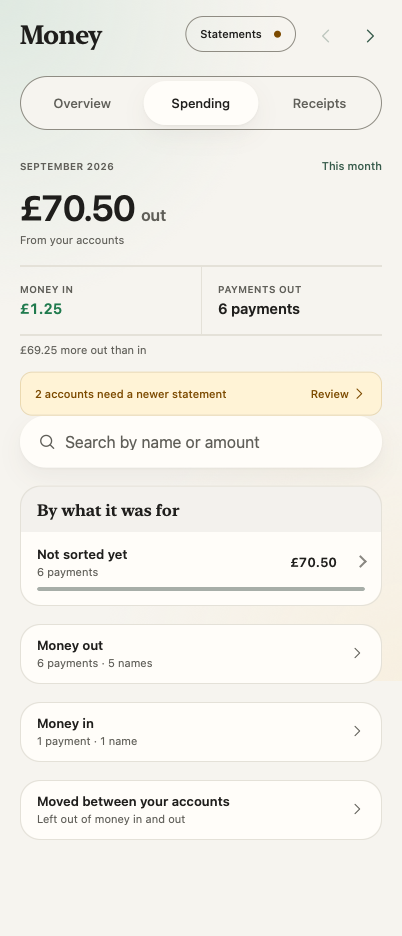 Money
Statements
Overview
Spending
Receipts
SEPTEMBER 2026
This month
£70.50 out
From your accounts
MONEY IN
£1.25
PAYMENTS OUT
6 payments
£69.25 more out than in
2 accounts need a newer statement
Review
Search by name or amount
By what it was for
Not sorted yet
6 payments
£70.50
Money out
6 payments · 5 names
Money in
1 payment · 1 name
Moved between your accounts
Left out of money in and out